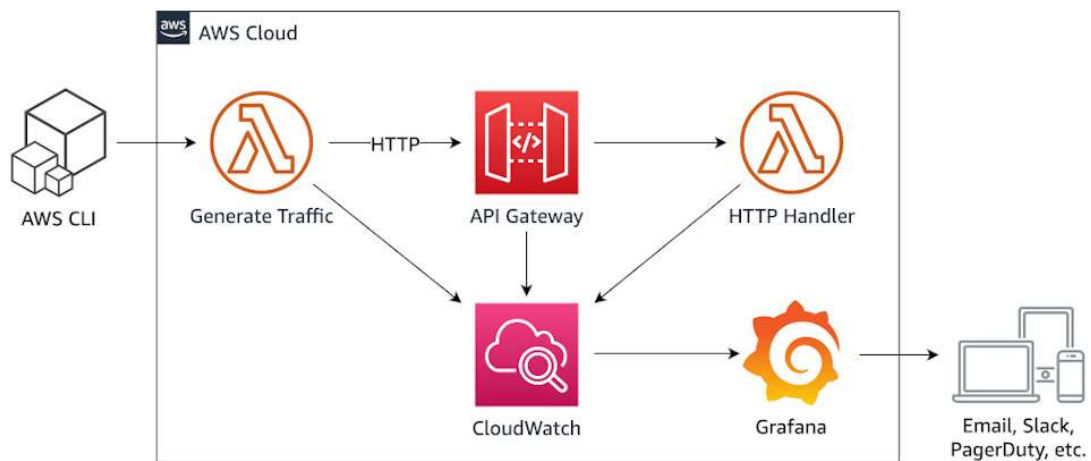 aws
AWS Cloud
HTTP
AWS CLI
Generate Traffic
API Gateway
HTTP Handler
CloudWatch
Grafana
Email, Slack,
PagerDuty, etc.